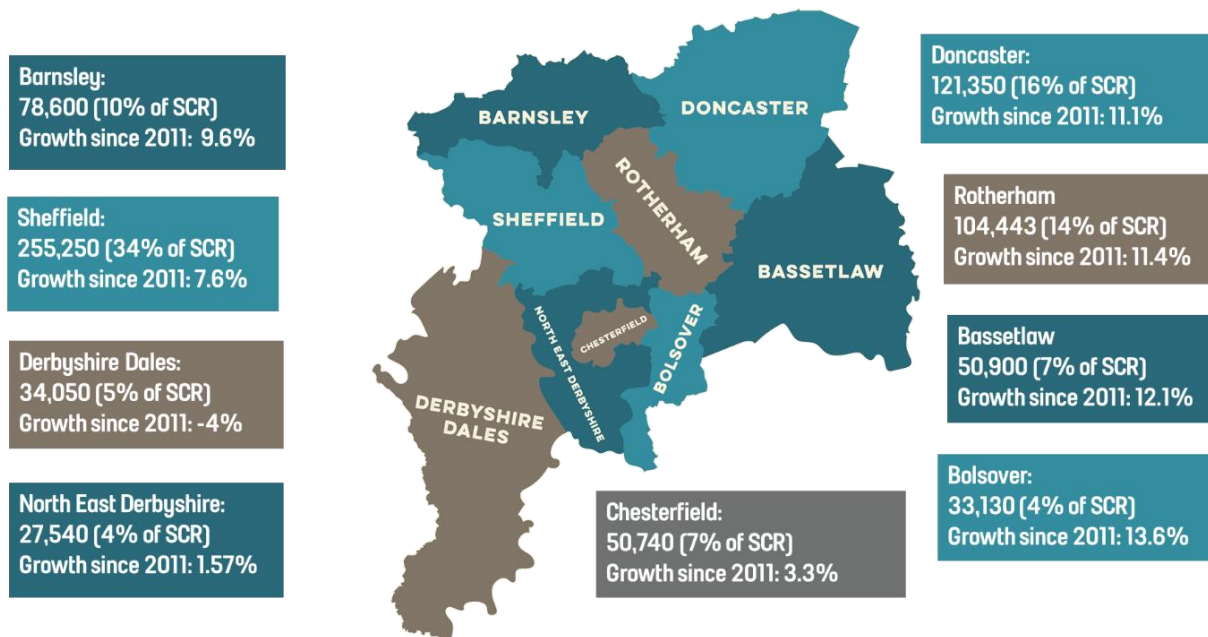 Barnsley:
78,600 (10% of SCR)
Growth since 2011: 9.6%
Sheffield:
255,250 (34% of SCR)
Growth since 2011: 7.6%
Derbyshire Dales:
34,050 (5% of SCR)
Growth since 2011: -4%
North East Derbyshire:
27,540 (4% of SCR)
Growth since 2011: 1.57%
BARNSLEY
DONCASTER
SHEFFIELD
ROTHERHAM
BASSETLAW
NORTH EAST DERBYSHIRE
CHESTERFIELD
BOLSOVER
DERBYSHIRE
DALES
Chesterfield:
50,740 (7% of SCR)
Growth since 2011: 3.3%
Doncaster:
121,350 (16% of SCR)
Growth since 2011: 11.1%
Rotherham
104,443 (14% of SCR)
Growth since 2011: 11.4%
Bassetlaw
50,900 (7% of SCR)
Growth since 2011: 12.1%
Bolsover:
33,130 (4% of SCR)
Growth since 2011: 13.6%